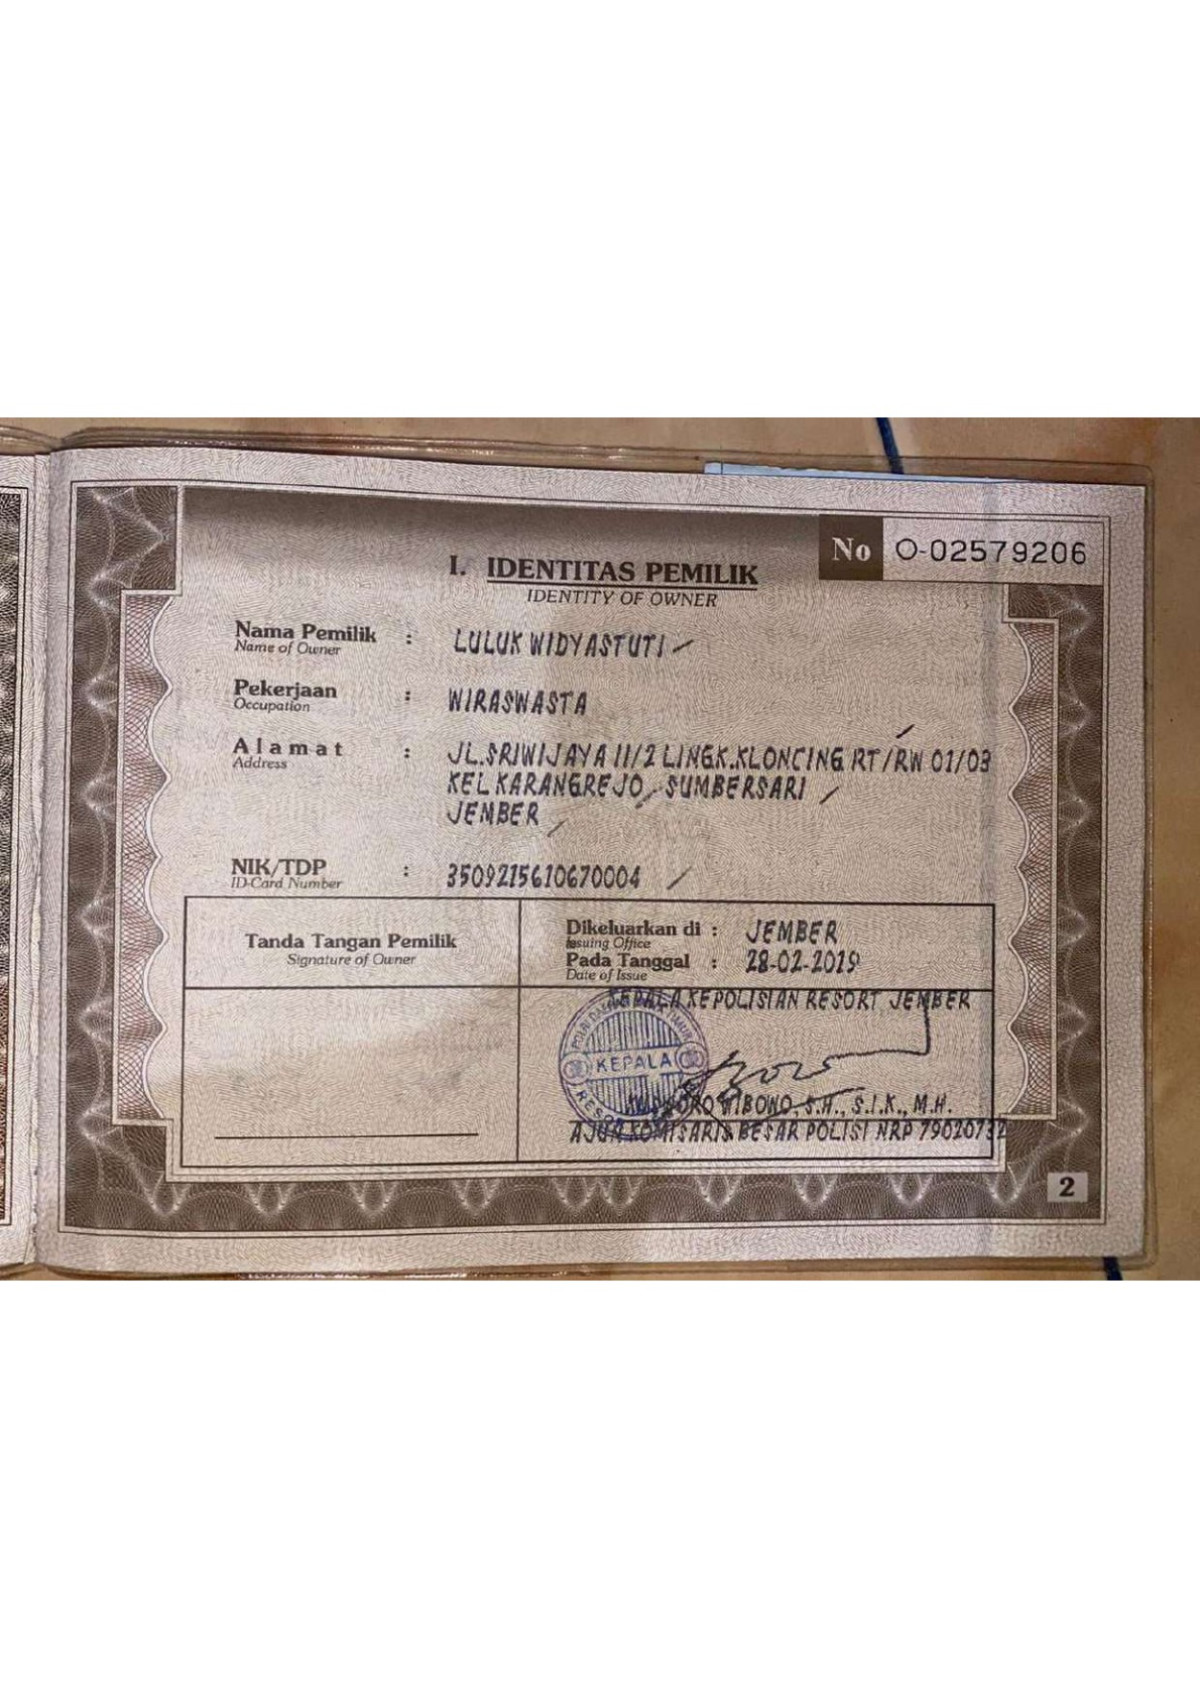 No O-02579206
I. IDENTITAS PEMILIK
IDENTITY OF OWNER
Nama Pemilik : LULUK WIDYASTUTI
Name of Owner
Pekerjaan : WIRASWASTA
Occupation
Alamat : JL.SRIWIJAYA 11/2 LINGK.KLONCING RT/RW 01/03
Address
KEL KARANGREJO, SUMBERSARI
JEMBER
NIK/TDP : 3509215610670004
ID-Card Number
Tanda Tangan Pemilik
Signature of Owner
Dikeluarkan di : JEMBER
Issuing Office
Pada Tanggal : 28-02-2019
Date of Issue
KEPALA KEPOLISIAN RESORT JEMBER
KEPALA
WIBOWO, S.H., S.I.K., M.H.
AJUN KOMISARIS BESAR POLISI NRP 79020732
2